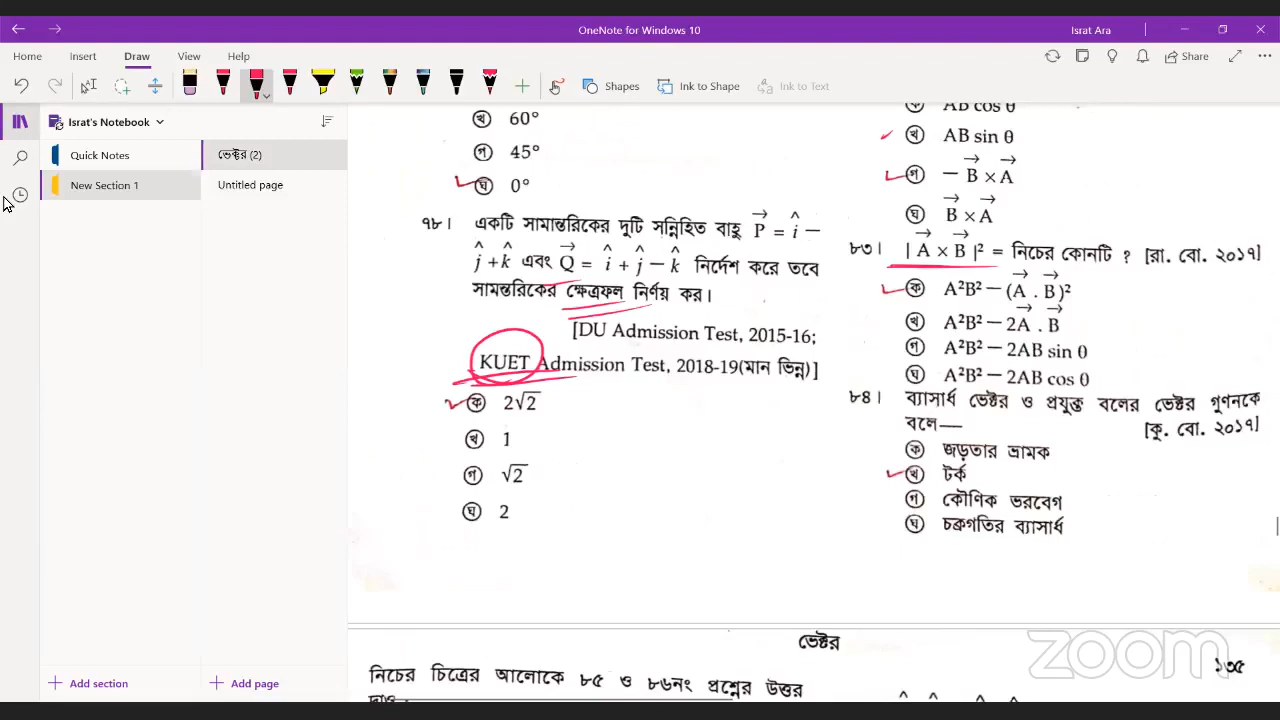 OneNote for Windows 10
Israt Ara
Home Insert Draw View Help
Share
Shapes
Ink to Shape
Ink to Text
Israt's Notebook
Quick Notes
New Section 1
ভেক্টর (2)
Untitled page
Add section
Add page
খ 60°
গ 45°
ঘ 0°
৭৮। একটি সামান্তরিকের দুটি সন্নিহিত বাহু P⃗ = î −
ĵ + k̂ এবং Q⃗ = î + ĵ − k̂ নির্দেশ করে তবে
সামন্তরিকের ক্ষেত্রফল নির্ণয় কর।
[DU Admission Test, 2015-16;
KUET Admission Test, 2018-19(মান ভিন্ন)]
ক 2√2
খ 1
গ √2
ঘ 2
AB cos θ
খ AB sin θ
গ − B⃗ × A⃗
ঘ B⃗ × A⃗
৮৩। | A⃗ × B⃗ |² = নিচের কোনটি ? [রা. বো. ২০১৭]
ক A²B² − (A⃗ . B⃗)²
খ A²B² − 2A⃗ . B⃗
গ A²B² − 2AB sin θ
ঘ A²B² − 2AB cos θ
৮৪। ব্যাসার্ধ ভেক্টর ও প্রযুক্ত বলের ভেক্টর গুণনকে
বলে— [কু. বো. ২০১৭]
ক জড়তার ভ্রামক
খ টর্ক
গ কৌণিক ভরবেগ
ঘ চক্রগতির ব্যাসার্ধ
ভেক্টর
zoom
১৩৫
নিচের চিত্রের আলোকে ৮৫ ও ৮৬নং প্রশ্নের উত্তর